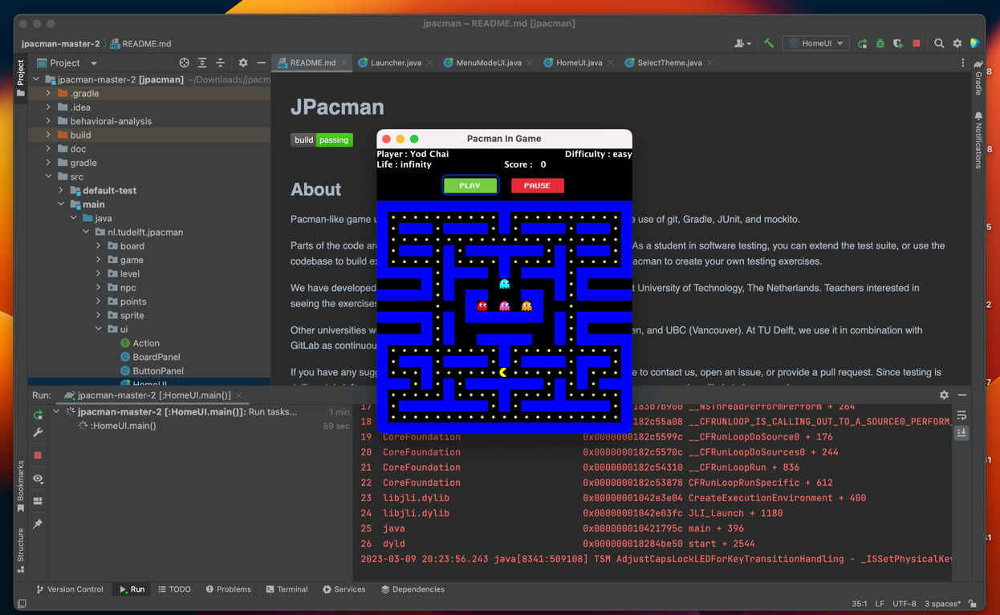 jpacman – README.md [jpacman]
jpacman-master-2 README.md
HomeUI
Project
README.md
Launcher.java
MenuModeUI.java
HomeUI.java
SelectTheme.java
Project
Gradle
Notifications
Bookmarks
Structure
jpacman-master-2 [jpacman] ~/Downloads/jpacm
.gradle
.idea
behavioral-analysis
build
doc
gradle
src
default-test
main
java
nl.tudelft.jpacman
board
game
level
npc
points
sprite
ui
Action
BoardPanel
ButtonPanel
HomeUI
JPacman
build passing
About
Pacman-like game u
e use of git, Gradle, JUnit, and mockito.
Parts of the code ar
As a student in software testing, you can extend the test suite, or use the
codebase to build ex
acman to create your own testing exercises.
We have developed
t University of Technology, The Netherlands. Teachers interested in
seeing the exercises
Other universities w
en, and UBC (Vancouver). At TU Delft, we use it in combination with
GitLab as continuou
If you have any sugg
e to contact us, open an issue, or provide a pull request. Since testing is
Pacman In Game
Player : Yod Chai
Difficulty : easy
Life : infinity
Score : 0
PLAY
PAUSE
Run: jpacman-master-2 [:HomeUI.main()]
jpacman-master-2 [:HomeUI.main()]: Run tasks... 1 min
:HomeUI.main() 59 sec
17
0183b7b900 __NSThreadPerformPerform + 264
18
0182c55a08 __CFRUNLOOP_IS_CALLING_OUT_TO_A_SOURCE0_PERFORM_
19 CoreFoundation 0x0000000182c5599c __CFRunLoopDoSource0 + 176
20 CoreFoundation 0x0000000182c5570c __CFRunLoopDoSources0 + 244
21 CoreFoundation 0x0000000182c54310 __CFRunLoopRun + 836
22 CoreFoundation 0x0000000182c53878 CFRunLoopRunSpecific + 612
23 libjli.dylib 0x00000001042e3e04 CreateExecutionEnvironment + 400
24 libjli.dylib 0x00000001042e03fc JLI_Launch + 1180
25 java 0x000000010421795c main + 396
26 dyld 0x000000018284be50 start + 2544
2023-03-09 20:23:56.243 java[8341:509108] TSM AdjustCapsLockLEDForKeyTransitionHandling - _ISSetPhysicalKey
Version Control
Run
TODO
Problems
Terminal
Services
Dependencies
35:1 LF UTF-8 3 spaces*